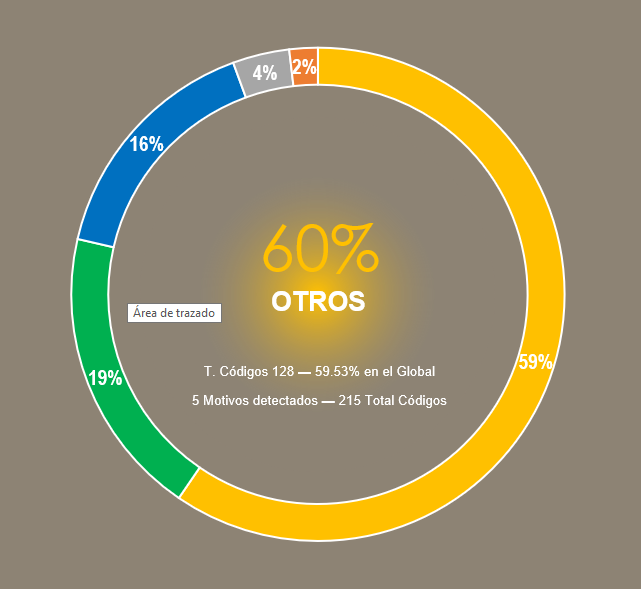 4%
2%
16%
60%
OTROS
Área de trazado
59%
T. Códigos 128 — 59.53% en el Global
19%
5 Motivos detectados — 215 Total Códigos